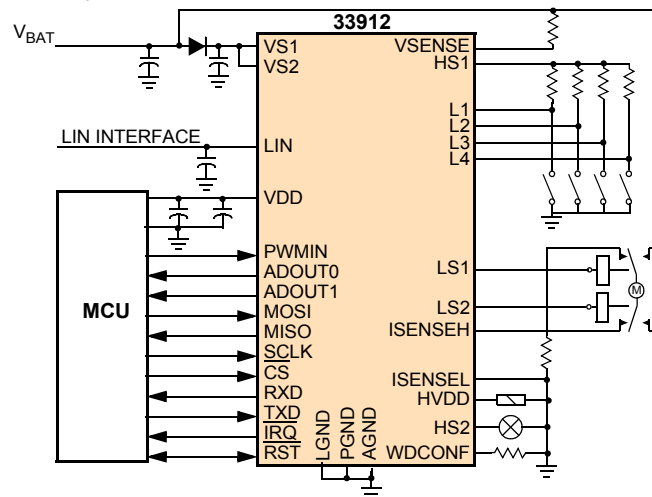 33912
V_BAT
VS1
VS2
VSENSE
HS1
L1
L2
L3
L4
LIN INTERFACE
LIN
VDD
MCU
PWMIN
ADOUT0
ADOUT1
MOSI
MISO
SCLK
CS
RXD
TXD
IRQ
RST
LS1
LS2
ISENSEH
M
ISENSEL
HVDD
HS2
WDCONF
LGND
PGND
AGND